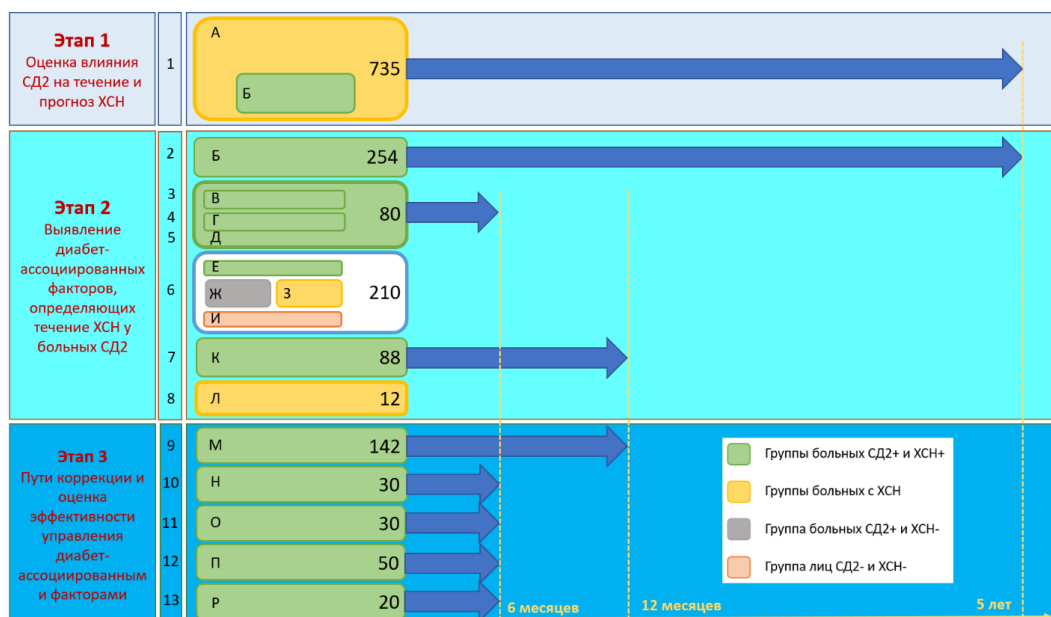 Этап 1
Оценка влияния
СД2 на течение и
прогноз ХСН
1
А
735
Б
Этап 2
Выявление
диабет-
ассоциированных
факторов,
определяющих
течение ХСН у
больных СД2
2
Б
254
3
В
4
Г
80
5
Д
6
Е
Ж
З
210
И
7
К
88
8
Л
12
Этап 3
Пути коррекции и
оценка
эффективности
управления
диабет-
ассоциированным
и факторами
9
М
142
10
Н
30
11
О
30
12
П
50
13
Р
20
Группы больных СД2+ и ХСН+
Группы больных с ХСН
Группа больных СД2+ и ХСН-
Группа лиц СД2- и ХСН-
6 месяцев
12 месяцев
5 лет